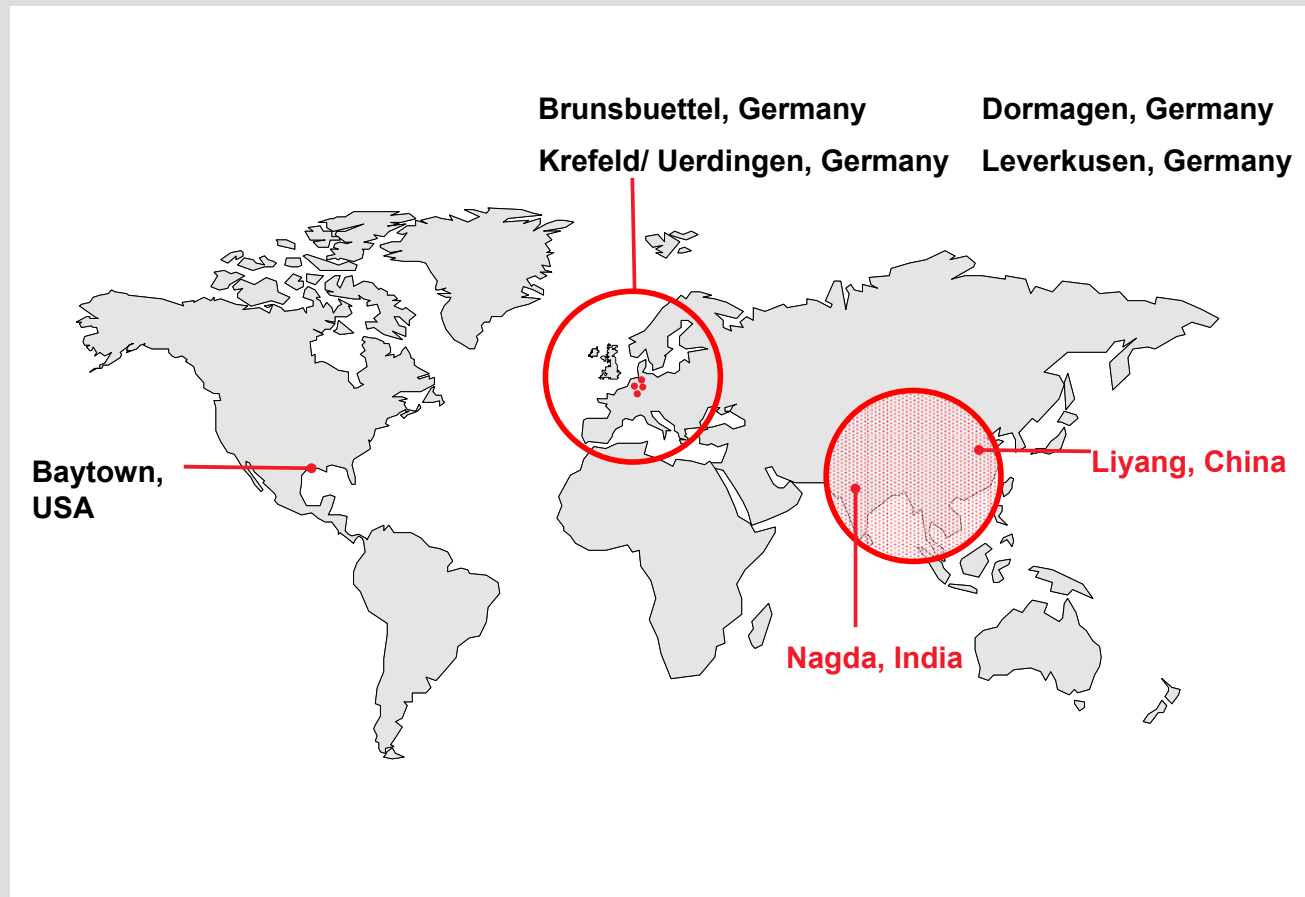 Brunsbuettel, Germany
Dormagen, Germany
Krefeld/ Uerdingen, Germany
Leverkusen, Germany
Baytown,
USA
Liyang, China
Nagda, India